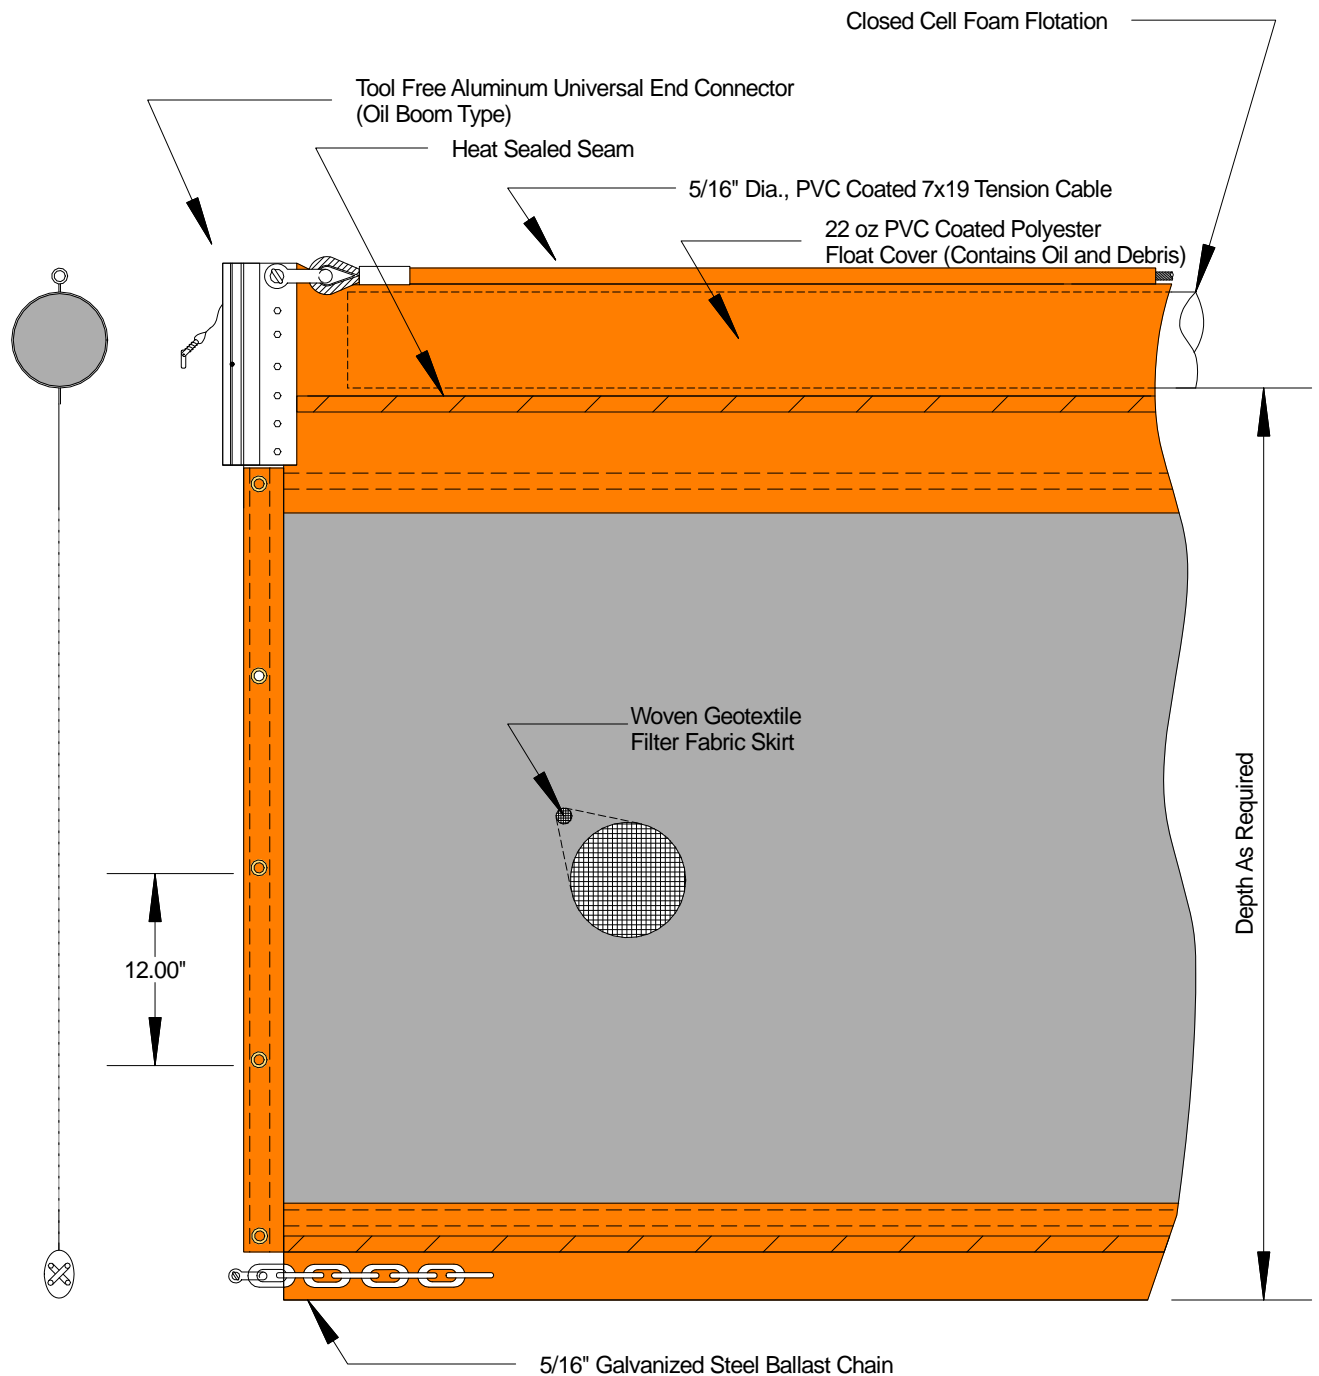 Closed Cell Foam Flotation
Tool Free Aluminum Universal End Connector
(Oil Boom Type)
Heat Sealed Seam
5/16" Dia., PVC Coated 7x19 Tension Cable
22 oz PVC Coated Polyester
Float Cover (Contains Oil and Debris)
Woven Geotextile
Filter Fabric Skirt
Depth As Required
12.00"
5/16" Galvanized Steel Ballast Chain